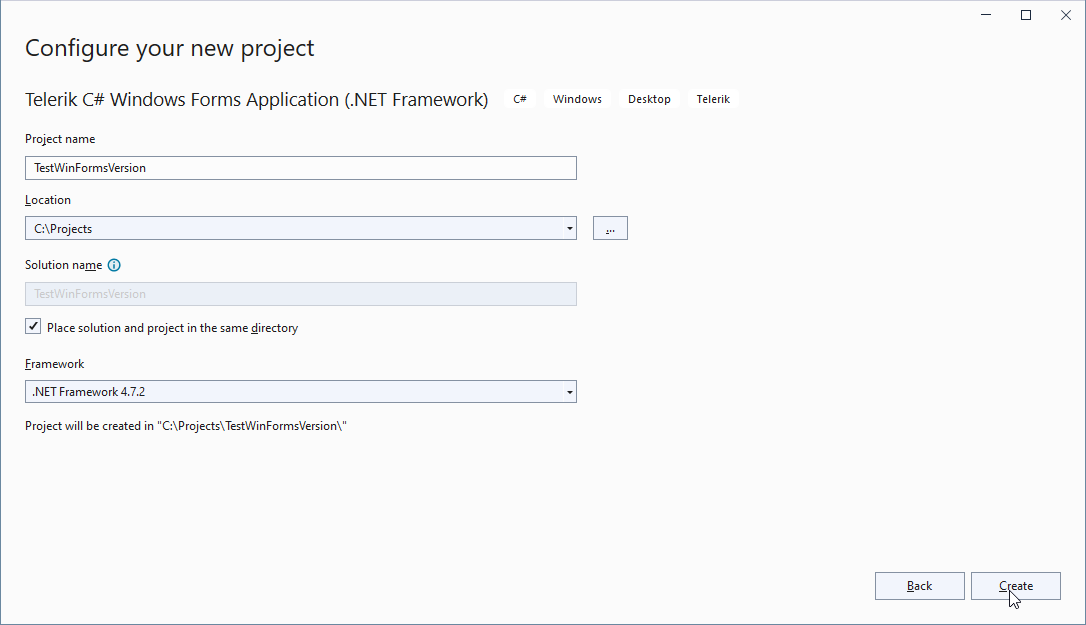 Configure your new project
Telerik C# Windows Forms Application (.NET Framework) C# Windows Desktop Telerik
Project name
TestWinFormsVersion
Location
C:\Projects
...
Solution name
TestWinFormsVersion
Place solution and project in the same directory
Framework
.NET Framework 4.7.2
Project will be created in "C:\Projects\TestWinFormsVersion\"
Back Create